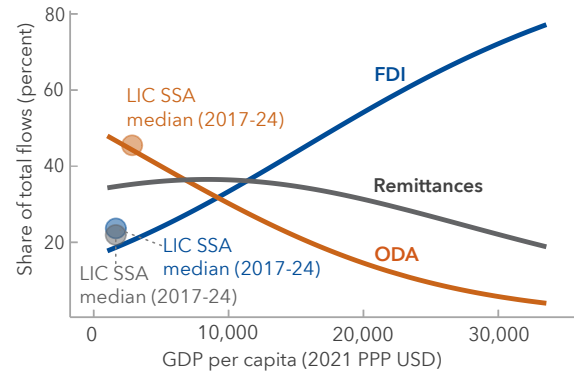 Share of total flows (percent)
80
60
40
20
FDI
LIC SSA
median (2017-24)
Remittances
ODA
LIC SSA
median (2017-24)
LIC SSA
median (2017-24)
0
10,000
20,000
30,000
GDP per capita (2021 PPP USD)